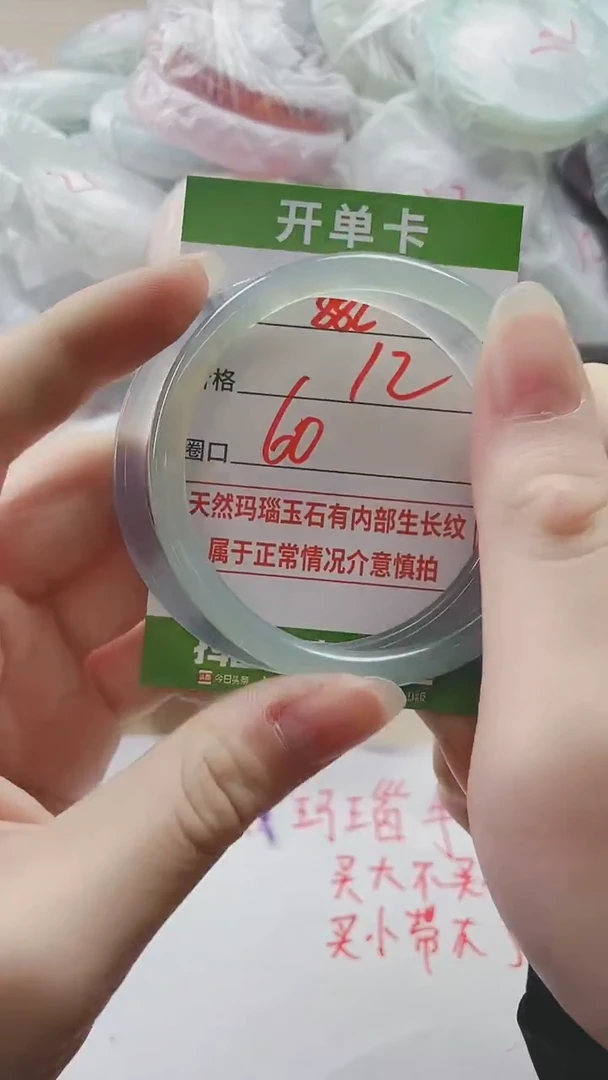 开单卡
格 12
圈口 60
天然玛瑙玉石有内部生长纹
属于正常情况介意慎拍
今日头条
玛瑙手
买大不买
买小带不